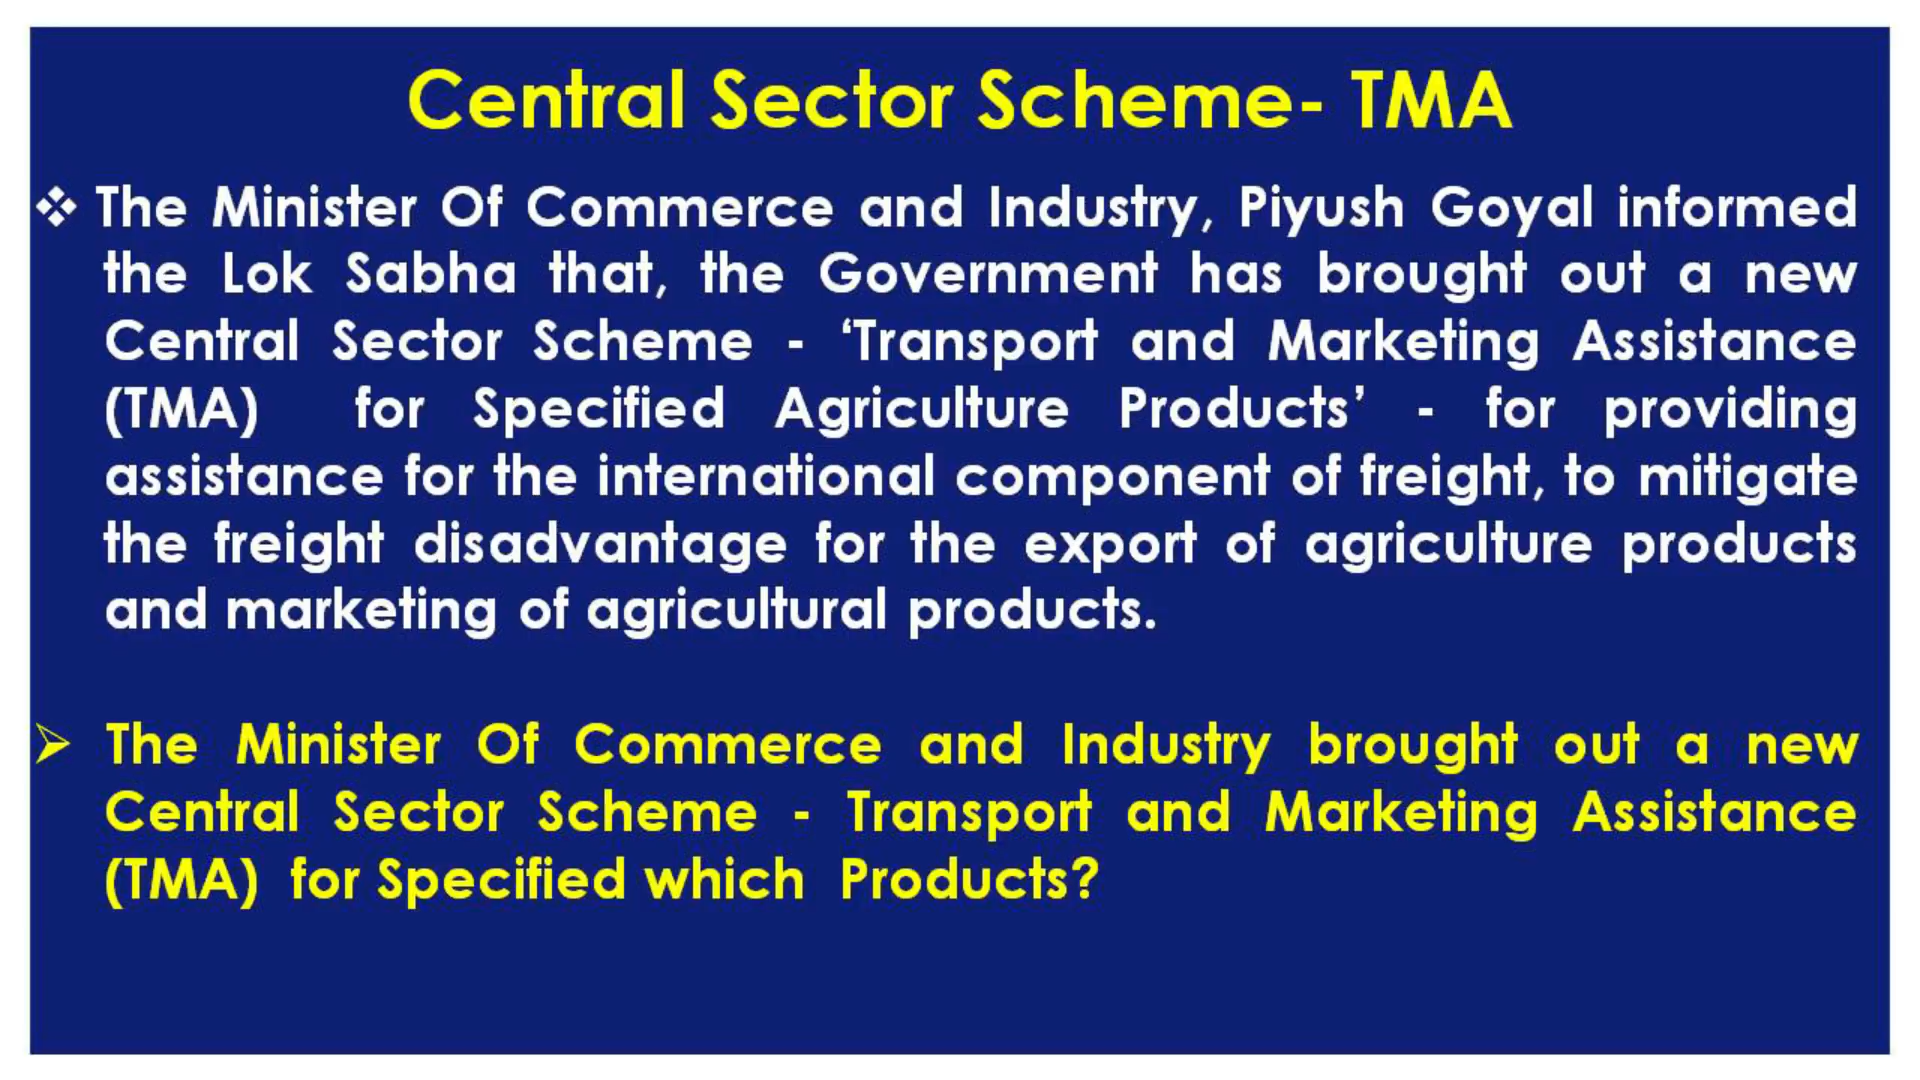 Central Sector Scheme- TMA
❖ The Minister Of Commerce and Industry, Piyush Goyal informed
the Lok Sabha that, the Government has brought out a new
Central Sector Scheme - ‘Transport and Marketing Assistance
(TMA) for Specified Agriculture Products’ - for providing
assistance for the international component of freight, to mitigate
the freight disadvantage for the export of agriculture products
and marketing of agricultural products.
➢ The Minister Of Commerce and Industry brought out a new
Central Sector Scheme - Transport and Marketing Assistance
(TMA) for Specified which Products?